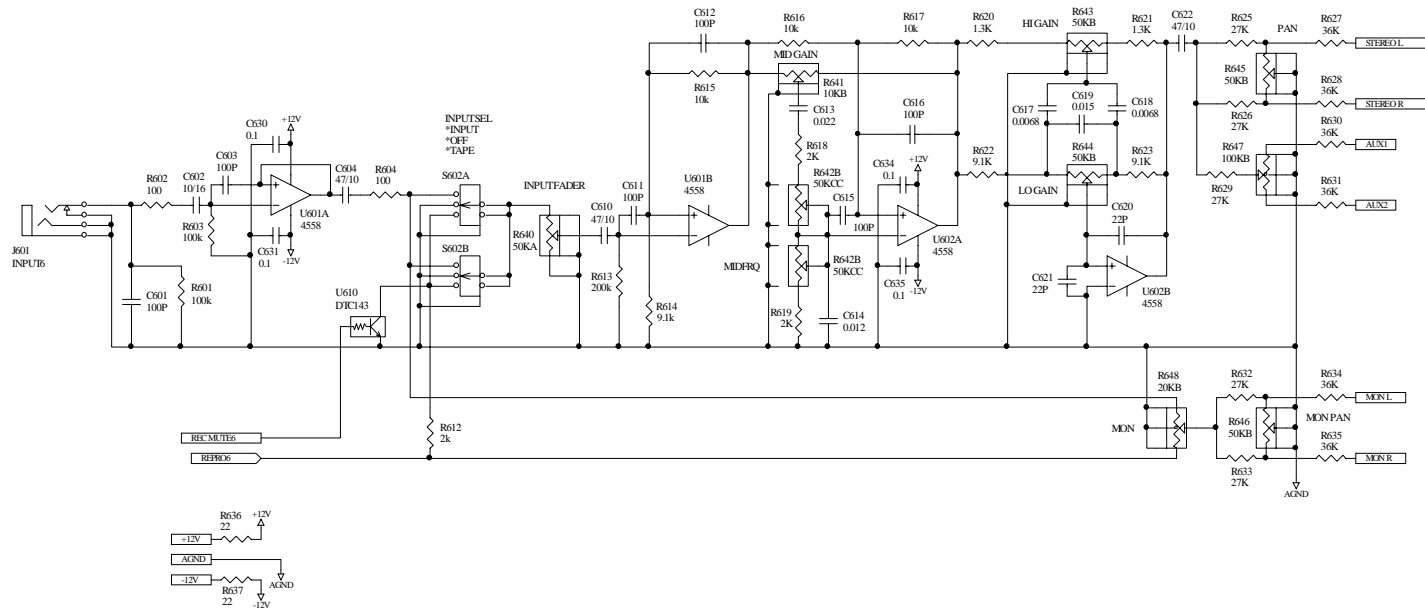 C612
100P
R616
10k
R617
10k
R620
1.3K
HI GAIN
R643
50KB
R621
1.3K
C622
47/10
R625
27K
PAN
R627
36K
STEREO L
MID GAIN
R615
10k
R641
10KB
C613
0.022
C616
100P
C617
0.0068
C619
0.015
C618
0.0068
R645
50KB
R628
36K
STEREO R
R626
27K
C630
0.1
+12V
INPUTSEL
*INPUT
*OFF
*TAPE
R618
2K
R630
36K
AUX1
C603
100P
C602
10/16
R602
100
C604
47/10
R604
100
S602A
INPUTFADER
C611
100P
U601B
4558
R642B
50KCC
C634
0.1
+12V
R622
9.1K
R644
50KB
R623
9.1K
R647
100KB
R629
27K
R631
36K
AUX2
LO GAIN
J601
INPUT6
R603
100k
U601A
4558
C631
0.1
-12V
R640
50KA
C610
47/10
S602B
C615
100P
U602A
4558
C620
22P
MIDFRQ
R642B
50KCC
C635
0.1
-12V
C621
22P
U602B
4558
C601
100P
R601
100k
U610
DTC143
R613
200k
R614
9.1k
R619
2K
C614
0.012
R648
20KB
MON
R632
27K
R634
36K
MON L
R646
50KB
MON PAN
R635
36K
MON R
R633
27K
AGND
REC MUTE6
REPRO6
R612
2k
R636
22
+12V
+12V
AGND
AGND
-12V
R637
22
-12V